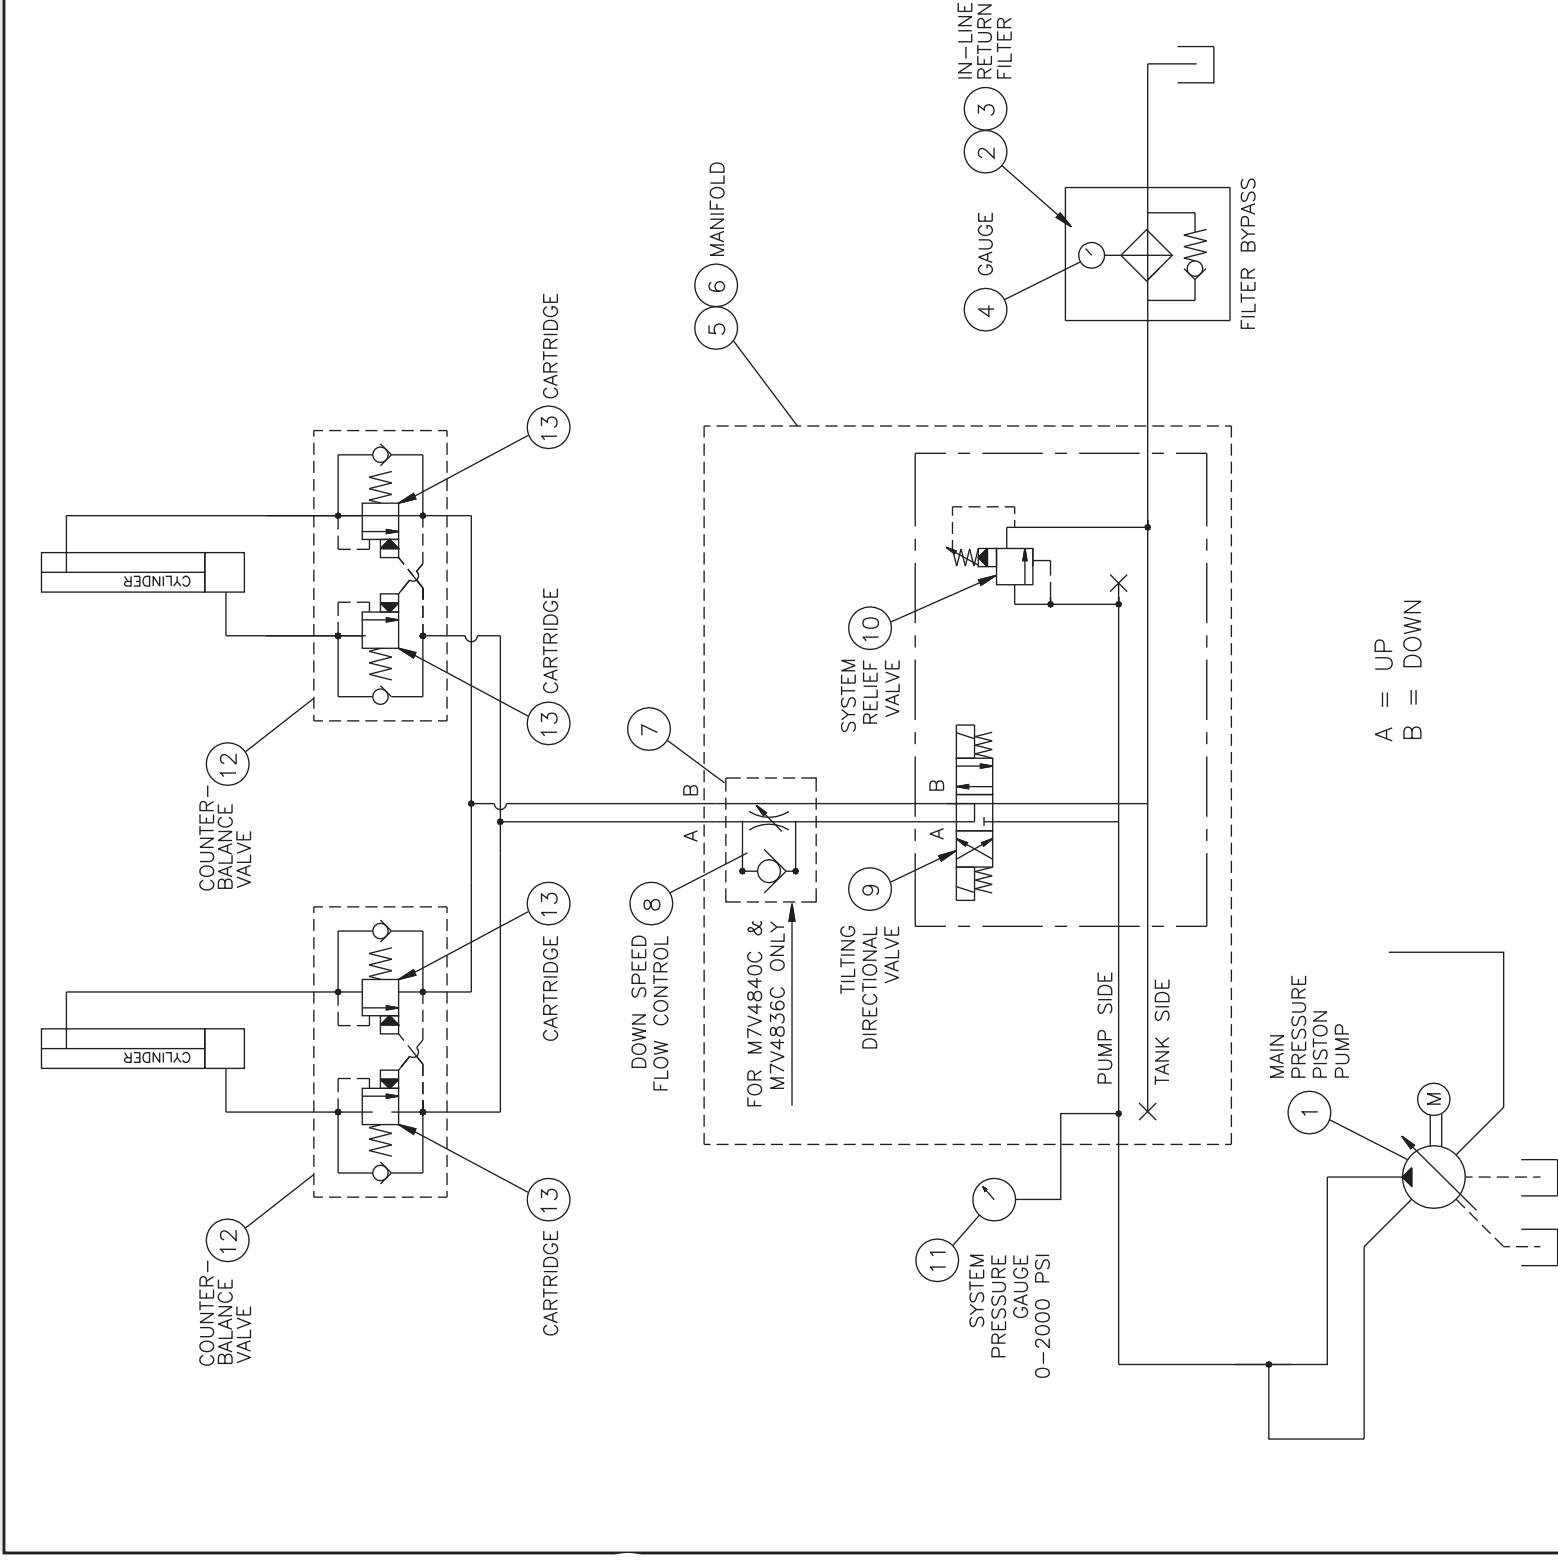 COUNTER-
BALANCE
VALVE
12
COUNTER-
BALANCE
VALVE
12
CYLINDER
CYLINDER
CARTRIDGE
13
CARTRIDGE
13
13
CARTRIDGE
13
CARTRIDGE
5
6
MANIFOLD
7
A
B
8
DOWN SPEED
FLOW CONTROL
FOR M7V4840C &
M7V4836C ONLY
9
TILTING
DIRECTIONAL
VALVE
A
B
10
SYSTEM
RELIEF
VALVE
2
3
IN-LINE
RETURN
FILTER
4
GAUGE
FILTER BYPASS
PUMP SIDE
TANK SIDE
11
SYSTEM
PRESSURE
GAUGE
0-2000 PSI
MAIN
PRESSURE
PISTON
PUMP
1
M
A = UP
B = DOWN